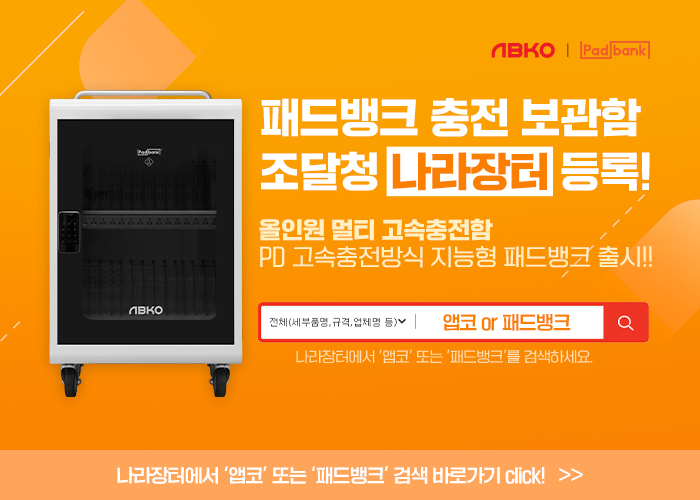 ABKO | Padbank
패드뱅크 충전 보관함
조달청 나라장터 등록!
올인원 멀티 고속충전함
PD 고속충전방식 지능형 패드뱅크 출시!!
전체(세부품명,규격,업체명 등) 앱코 or 패드뱅크
나라장터에서 '앱코' 또는 '패드뱅크'를 검색하세요.
Padbank
ABKO
나라장터에서 '앱코' 또는 '패드뱅크' 검색 바로가기 click! >>